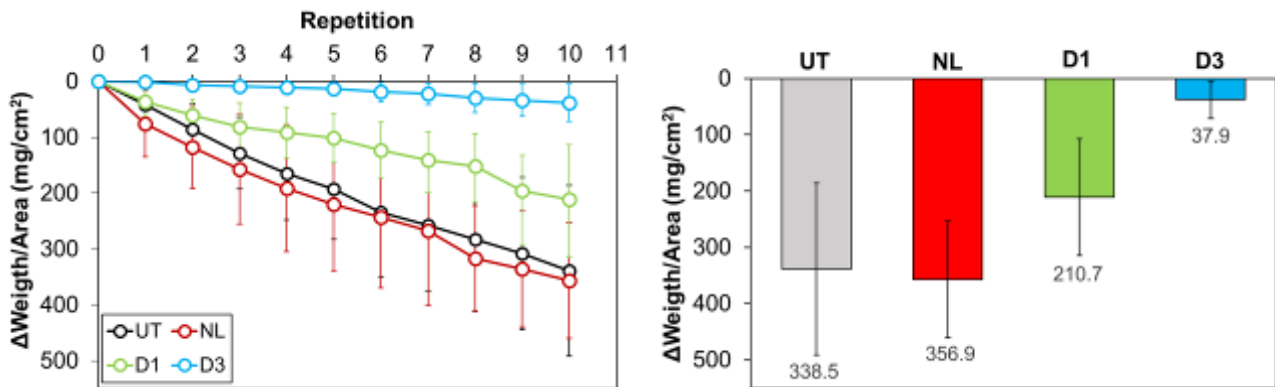 Repetition
0 1 2 3 4 5 6 7 8 9 10 11
ΔWeigth/Area (mg/cm²)
0
100
200
300
400
500
UT NL
D1 D3
UT NL D1 D3
ΔWeigth/Area (mg/cm²)
0
100
200
300
400
500
338.5
356.9
210.7
37.9